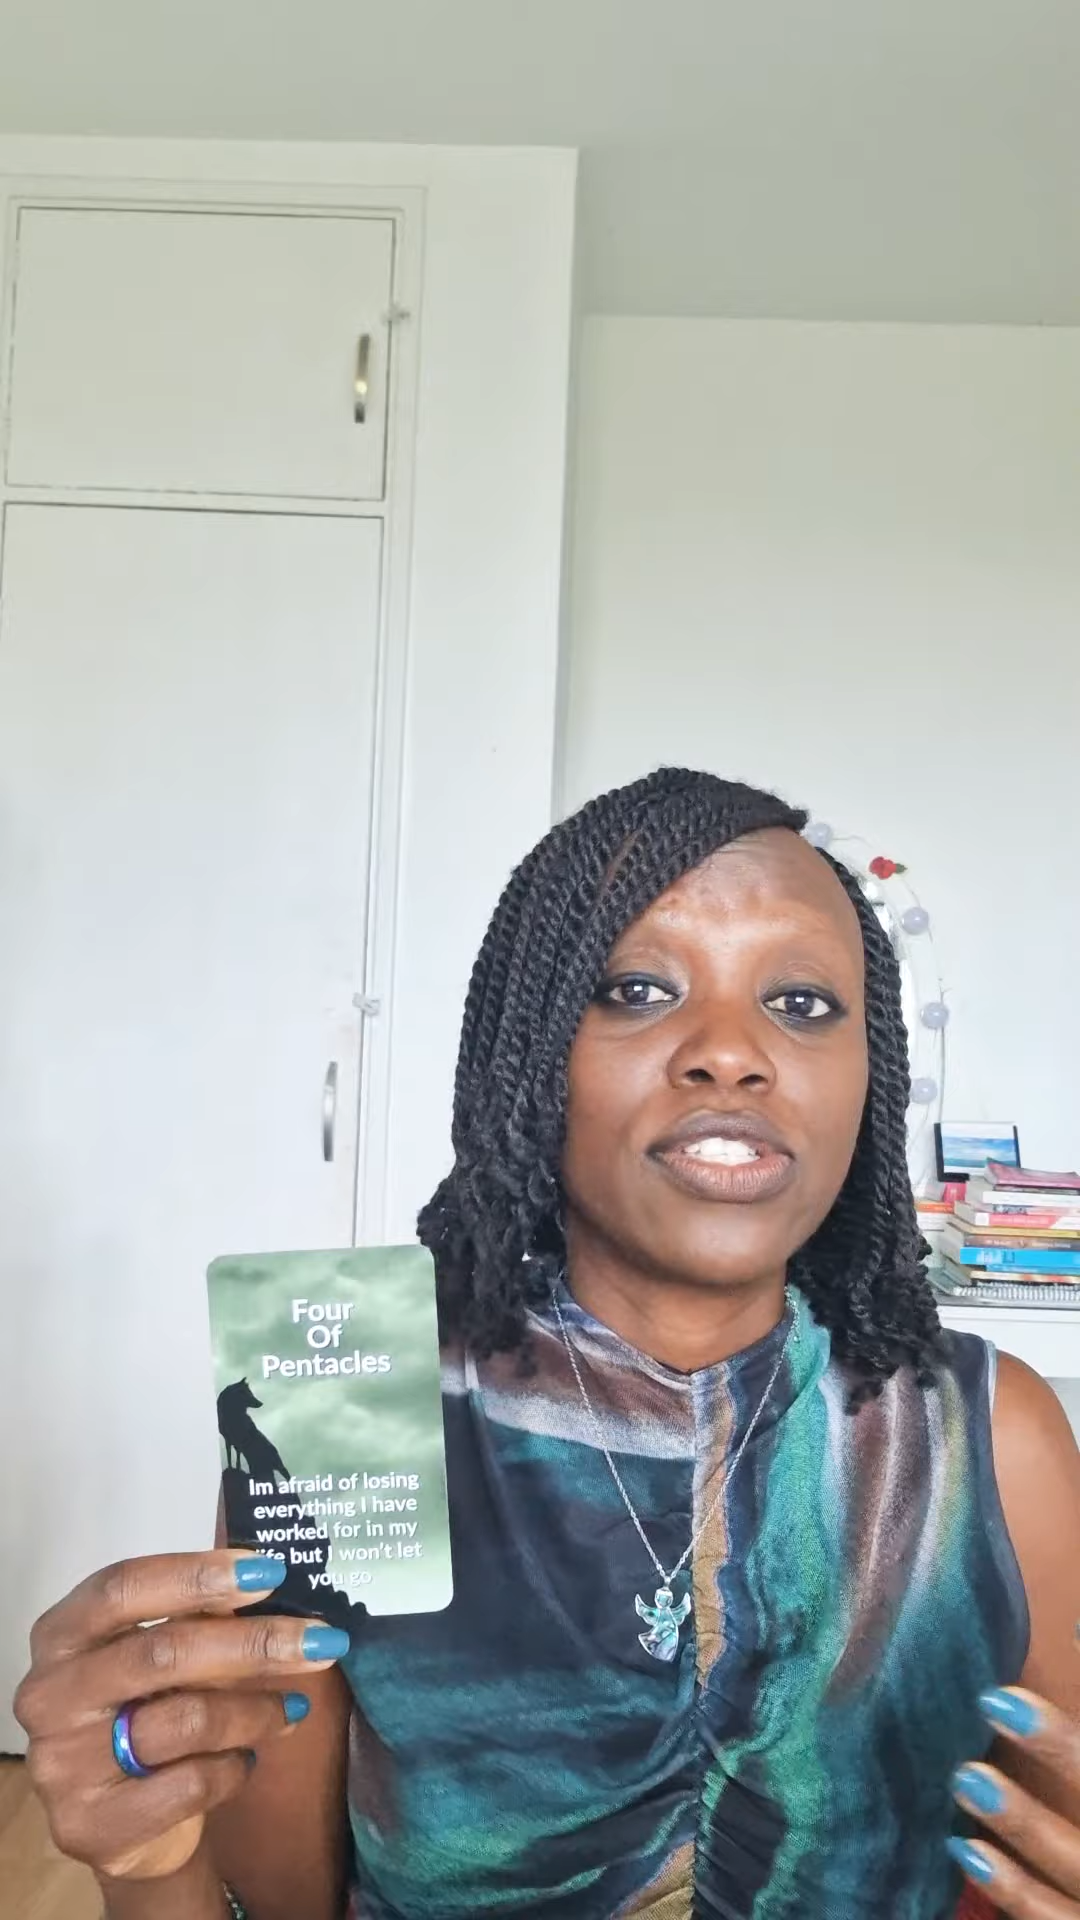 Four
Of
Pentacles
Im afraid of losing
everything I have
worked for in my
life but I won't let
you go